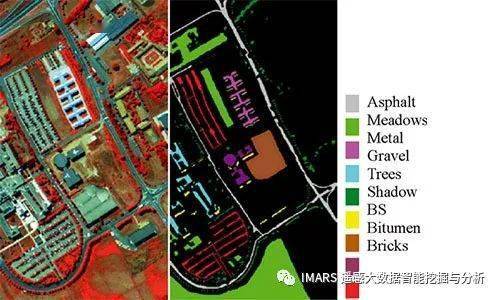 Asphalt
Meadows
Metal
Gravel
Trees
Shadow
BS
Bitumen
Bricks
IMARS 遥感大数据智能挖掘与分析